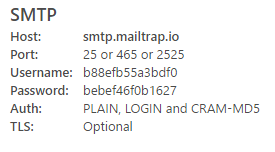 SMTP
Host: smtp.mailtrap.io
Port: 25 or 465 or 2525
Username: b88efb55a3bdf0
Password: bebef46f0b1627
Auth: PLAIN, LOGIN and CRAM-MD5
TLS: Optional